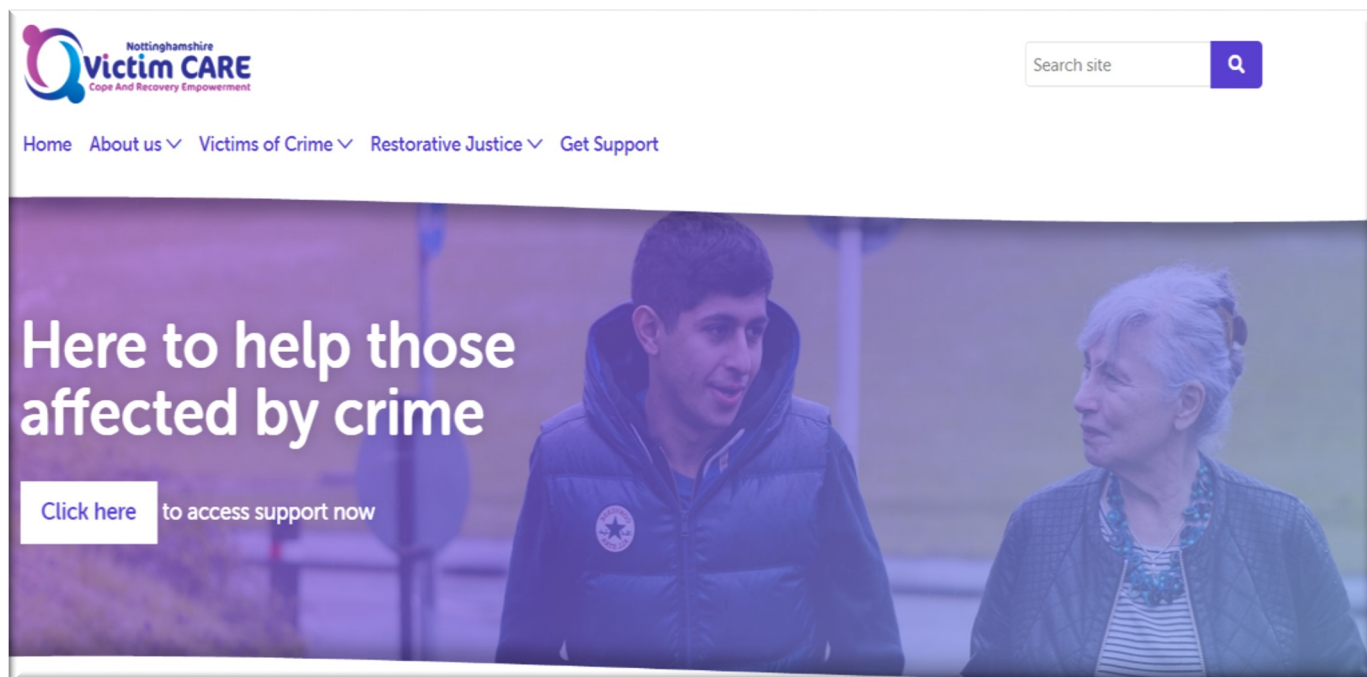 Nottinghamshire
Victim CARE
Cope And Recovery Empowerment
Search site
Home About us Victims of Crime Restorative Justice Get Support
Here to help those
affected by crime
Click here to access support now